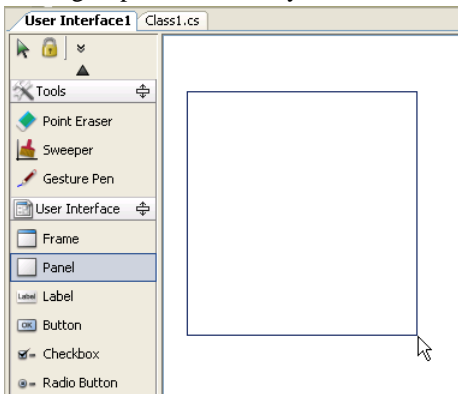 User Interface1 Class1.cs
Tools
Point Eraser
Sweeper
Gesture Pen
User Interface
Frame
Panel
Label Label
OK Button
Checkbox
Radio Button